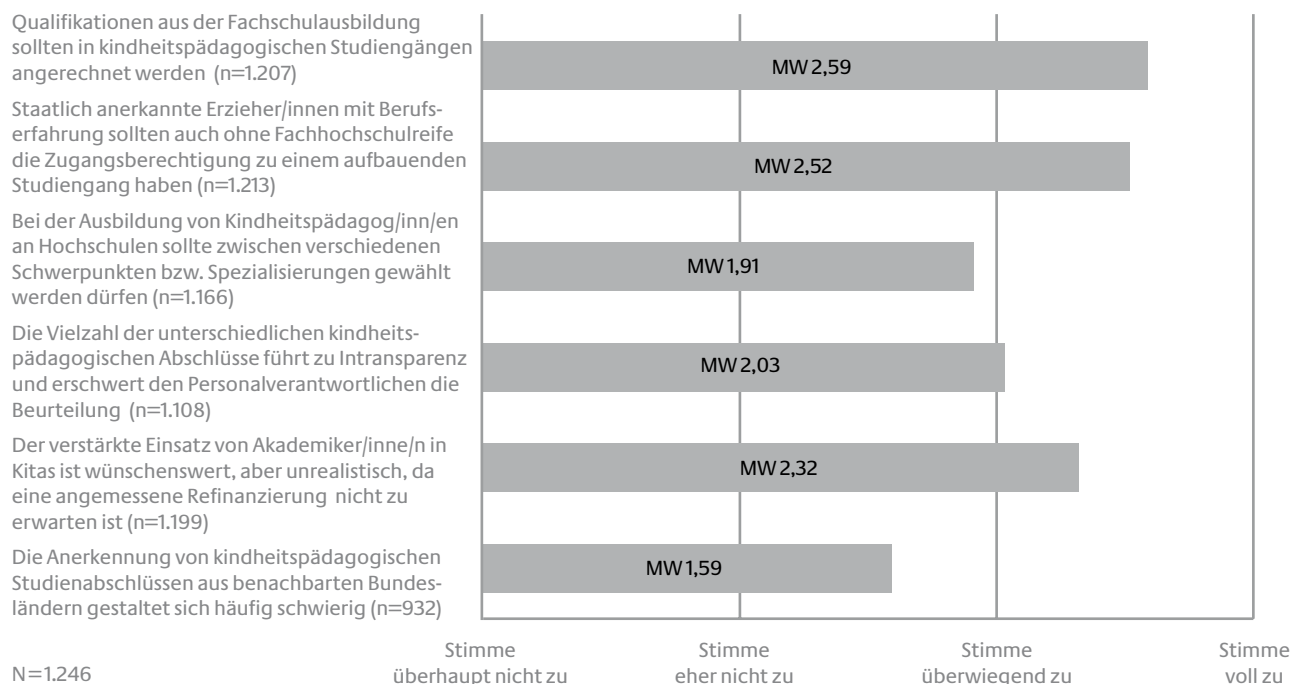 Qualifikationen aus der Fachschulausbildung
sollten in kindheitspädagogischen Studiengängen
angerechnet werden (n=1.207)
MW 2,59
Staatlich anerkannte Erzieher/innen mit Berufs-
erfahrung sollten auch ohne Fachhochschulreife
die Zugangsberechtigung zu einem aufbauenden
Studiengang haben (n=1.213)
MW 2,52
Bei der Ausbildung von Kindheitspädagog/inn/en
an Hochschulen sollte zwischen verschiedenen
Schwerpunkten bzw. Spezialisierungen gewählt
werden dürfen (n=1.166)
MW 1,91
Die Vielzahl der unterschiedlichen kindheits-
pädagogischen Abschlüsse führt zu Intransparenz
und erschwert den Personalverantwortlichen die
Beurteilung (n=1.108)
MW 2,03
Der verstärkte Einsatz von Akademiker/inne/n in
Kitas ist wünschenswert, aber unrealistisch, da
eine angemessene Refinanzierung nicht zu
erwarten ist (n=1.199)
MW 2,32
Die Anerkennung von kindheitspädagogischen
Studienabschlüssen aus benachbarten Bundes-
ländern gestaltet sich häufig schwierig (n=932)
MW 1,59
Stimme
überhaupt nicht zu
Stimme
eher nicht zu
Stimme
überwiegend zu
Stimme
voll zu
N=1.246